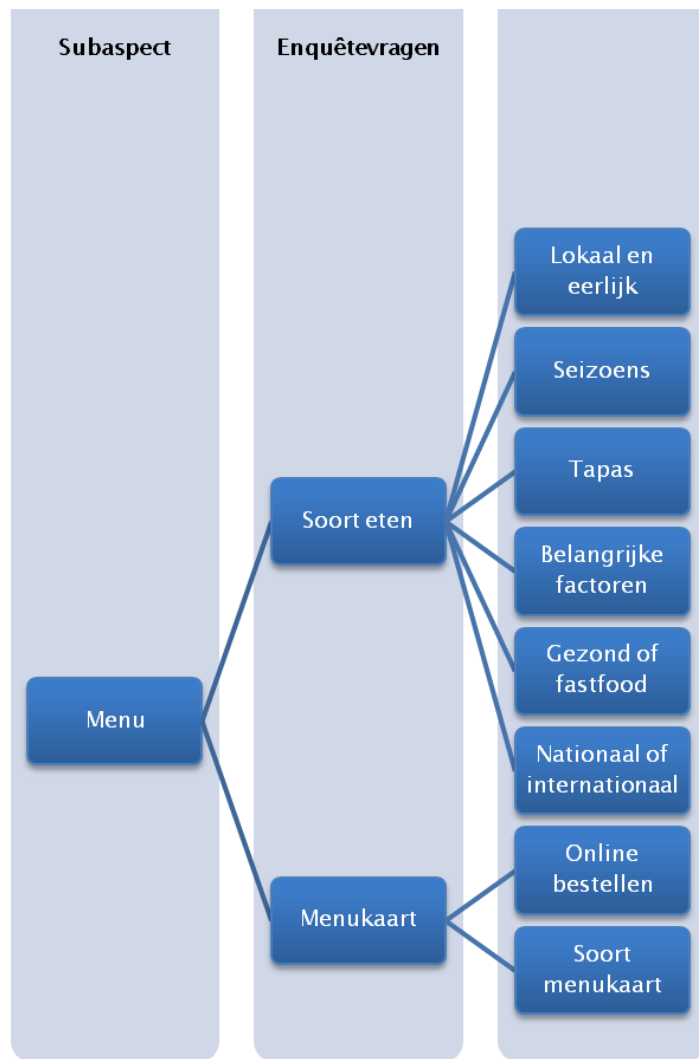 Subaspect
Enquêtevragen
Lokaal en
eerlijk
Seizoens
Tapas
Soort eten
Belangrijke
factoren
Gezond of
fastfood
Menu
Nationaal of
internationaal
Online
bestellen
Menukaart
Soort
menukaart